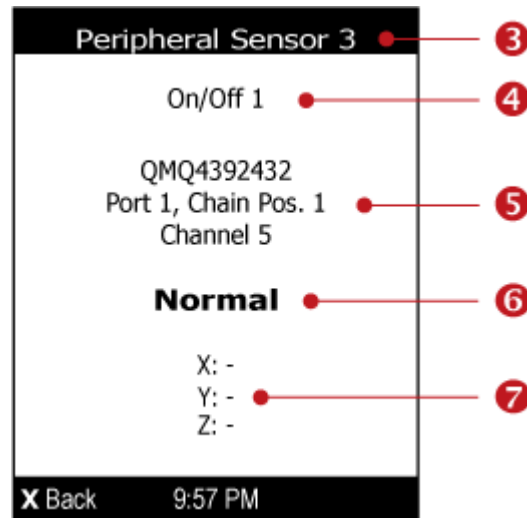 Peripheral Sensor 3
3
On/Off 1
4
QMQ4392432
Port 1, Chain Pos. 1
5
Channel 5
Normal
6
X: -
Y: -
7
Z: -
X Back 9:57 PM